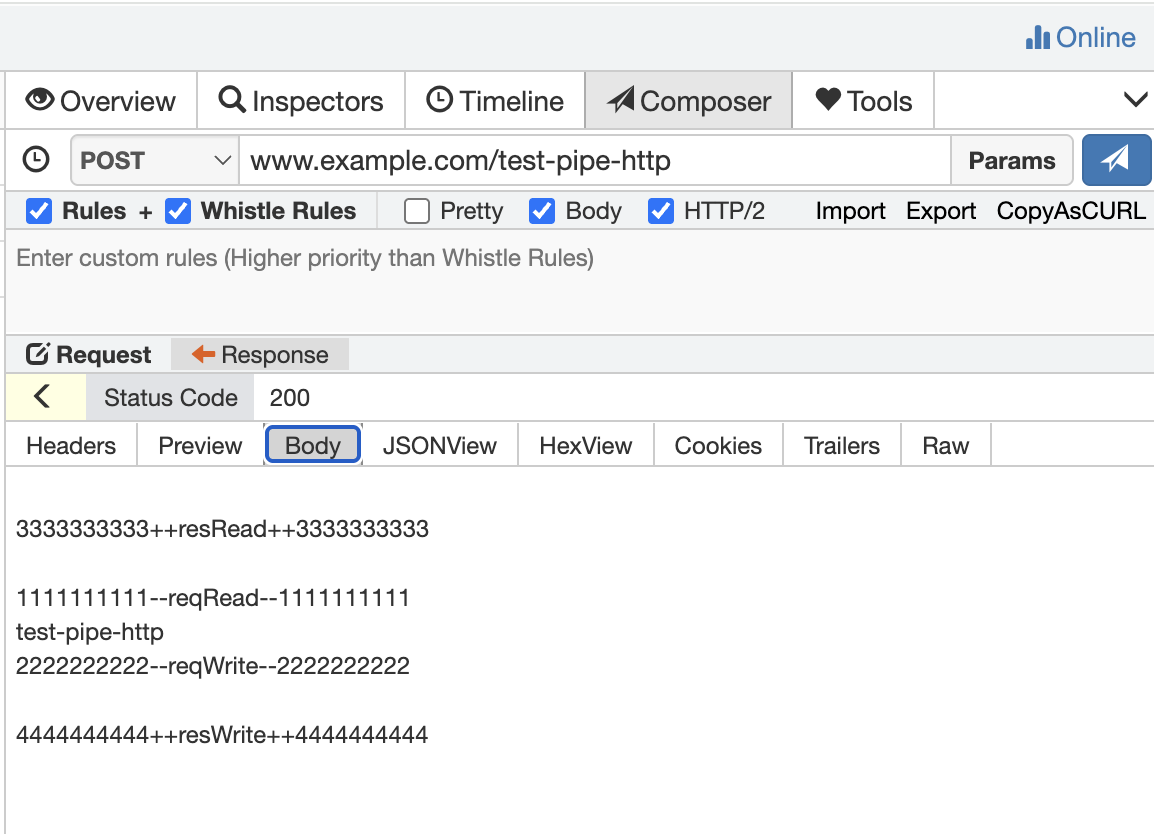 Online
Overview Inspectors Timeline Composer Tools
POST www.example.com/test-pipe-http Params
Rules + Whistle Rules Pretty Body HTTP/2 Import Export CopyAsCURL
Enter custom rules (Higher priority than Whistle Rules)
Request Response
Status Code 200
Headers Preview Body JSONView HexView Cookies Trailers Raw
3333333333++resRead++3333333333
1111111111--reqRead--1111111111
test-pipe-http
2222222222--reqWrite--2222222222
4444444444++resWrite++4444444444